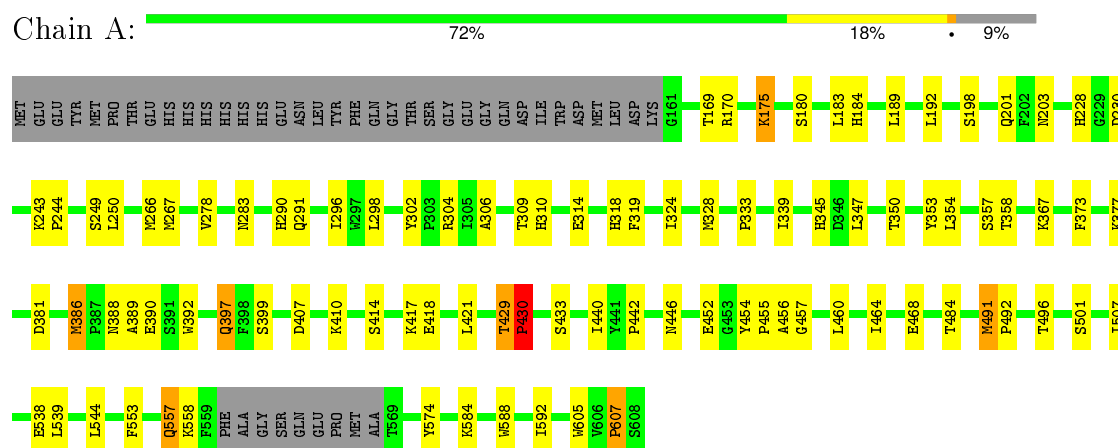 Chain A:
72% 18% • 9%
MET GLU GLU TYR MET PRO THR GLU HIS HIS HIS HIS HIS HIS GLU ASN LEU TYR PHE GLN GLY THR SER GLY GLU GLY GLN ASP ILE TRP ASP MET LEU ASP LYS G161 T169 R170 K175 S180 L183 H184 L189 L192 S198 Q201 F202 N203 H228 G229
K243 P244 S249 L250 M266 M267 V278 N283 H290 Q291 I296 W297 L298 Y302 P303 R304 I305 A306 T309 H310 E314 H318 F319 I324 M328 P333 I339 H345 D346 L347 T350 Y353 L354 S357 T358 K367 F373
D381 M386 P387 N388 A389 E390 S391 W392 Q397 F398 S399 D407 K410 S414 K417 E418 L421 T429 P430 S433 I440 Y441 P442 N446 E452 G453 Y454 P455 A456 G457 L460 I464 E468 T484 M491 P492 T496 S501
E538 L539 L544 F553 Q557 K558 F559 PHE ALA GLY SER GLN GLU PRO MET ALA T569 Y574 K584 W588 I592 W605 V606 P607 S608